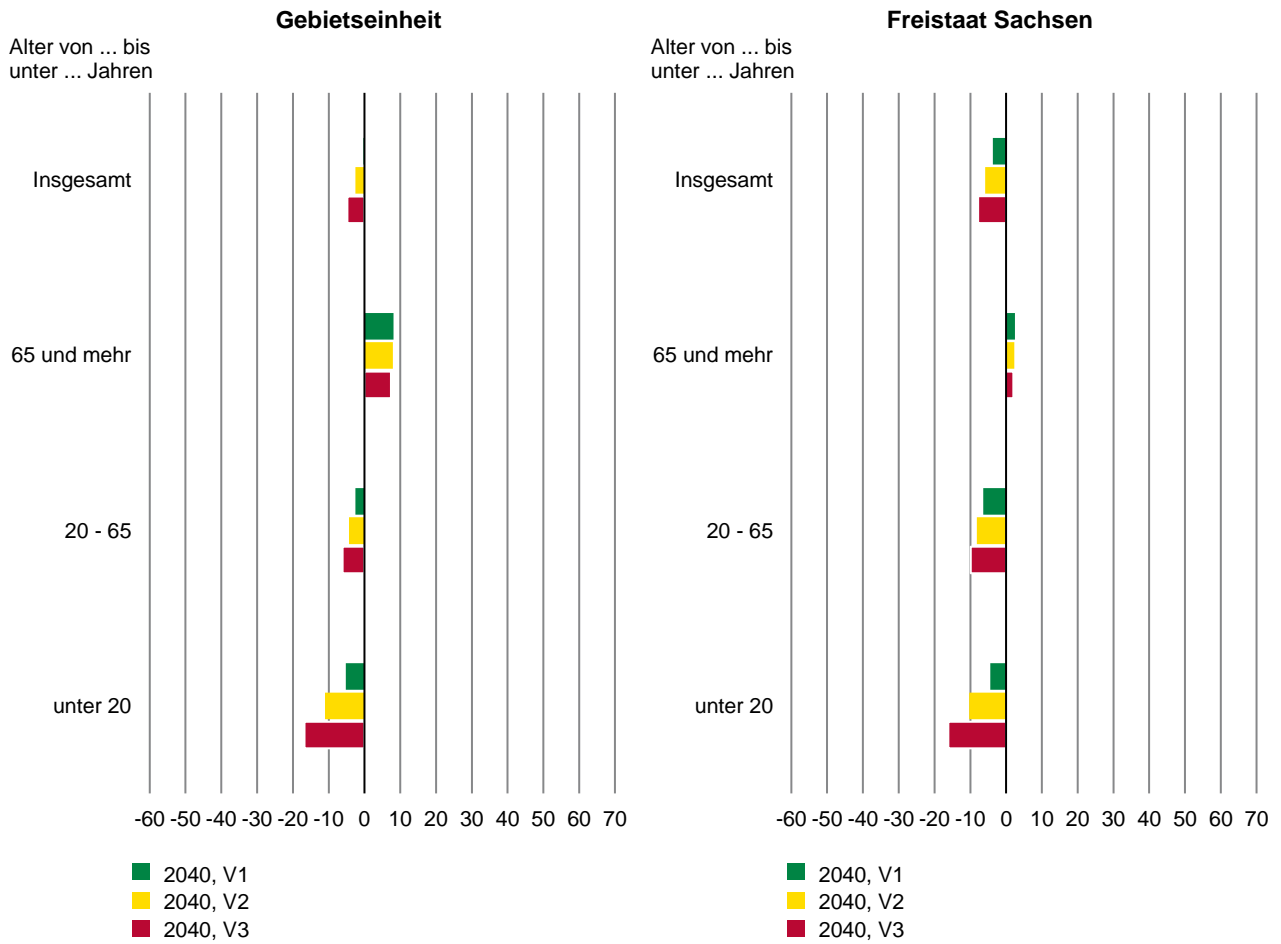 Gebietseinheit
Alter von ... bis
unter ... Jahren
Insgesamt
65 und mehr
20 - 65
unter 20
-60 -50 -40 -30 -20 -10 0 10 20 30 40 50 60 70
2040, V1
2040, V2
2040, V3
Freistaat Sachsen
Alter von ... bis
unter ... Jahren
Insgesamt
65 und mehr
20 - 65
unter 20
-60 -50 -40 -30 -20 -10 0 10 20 30 40 50 60 70
2040, V1
2040, V2
2040, V3